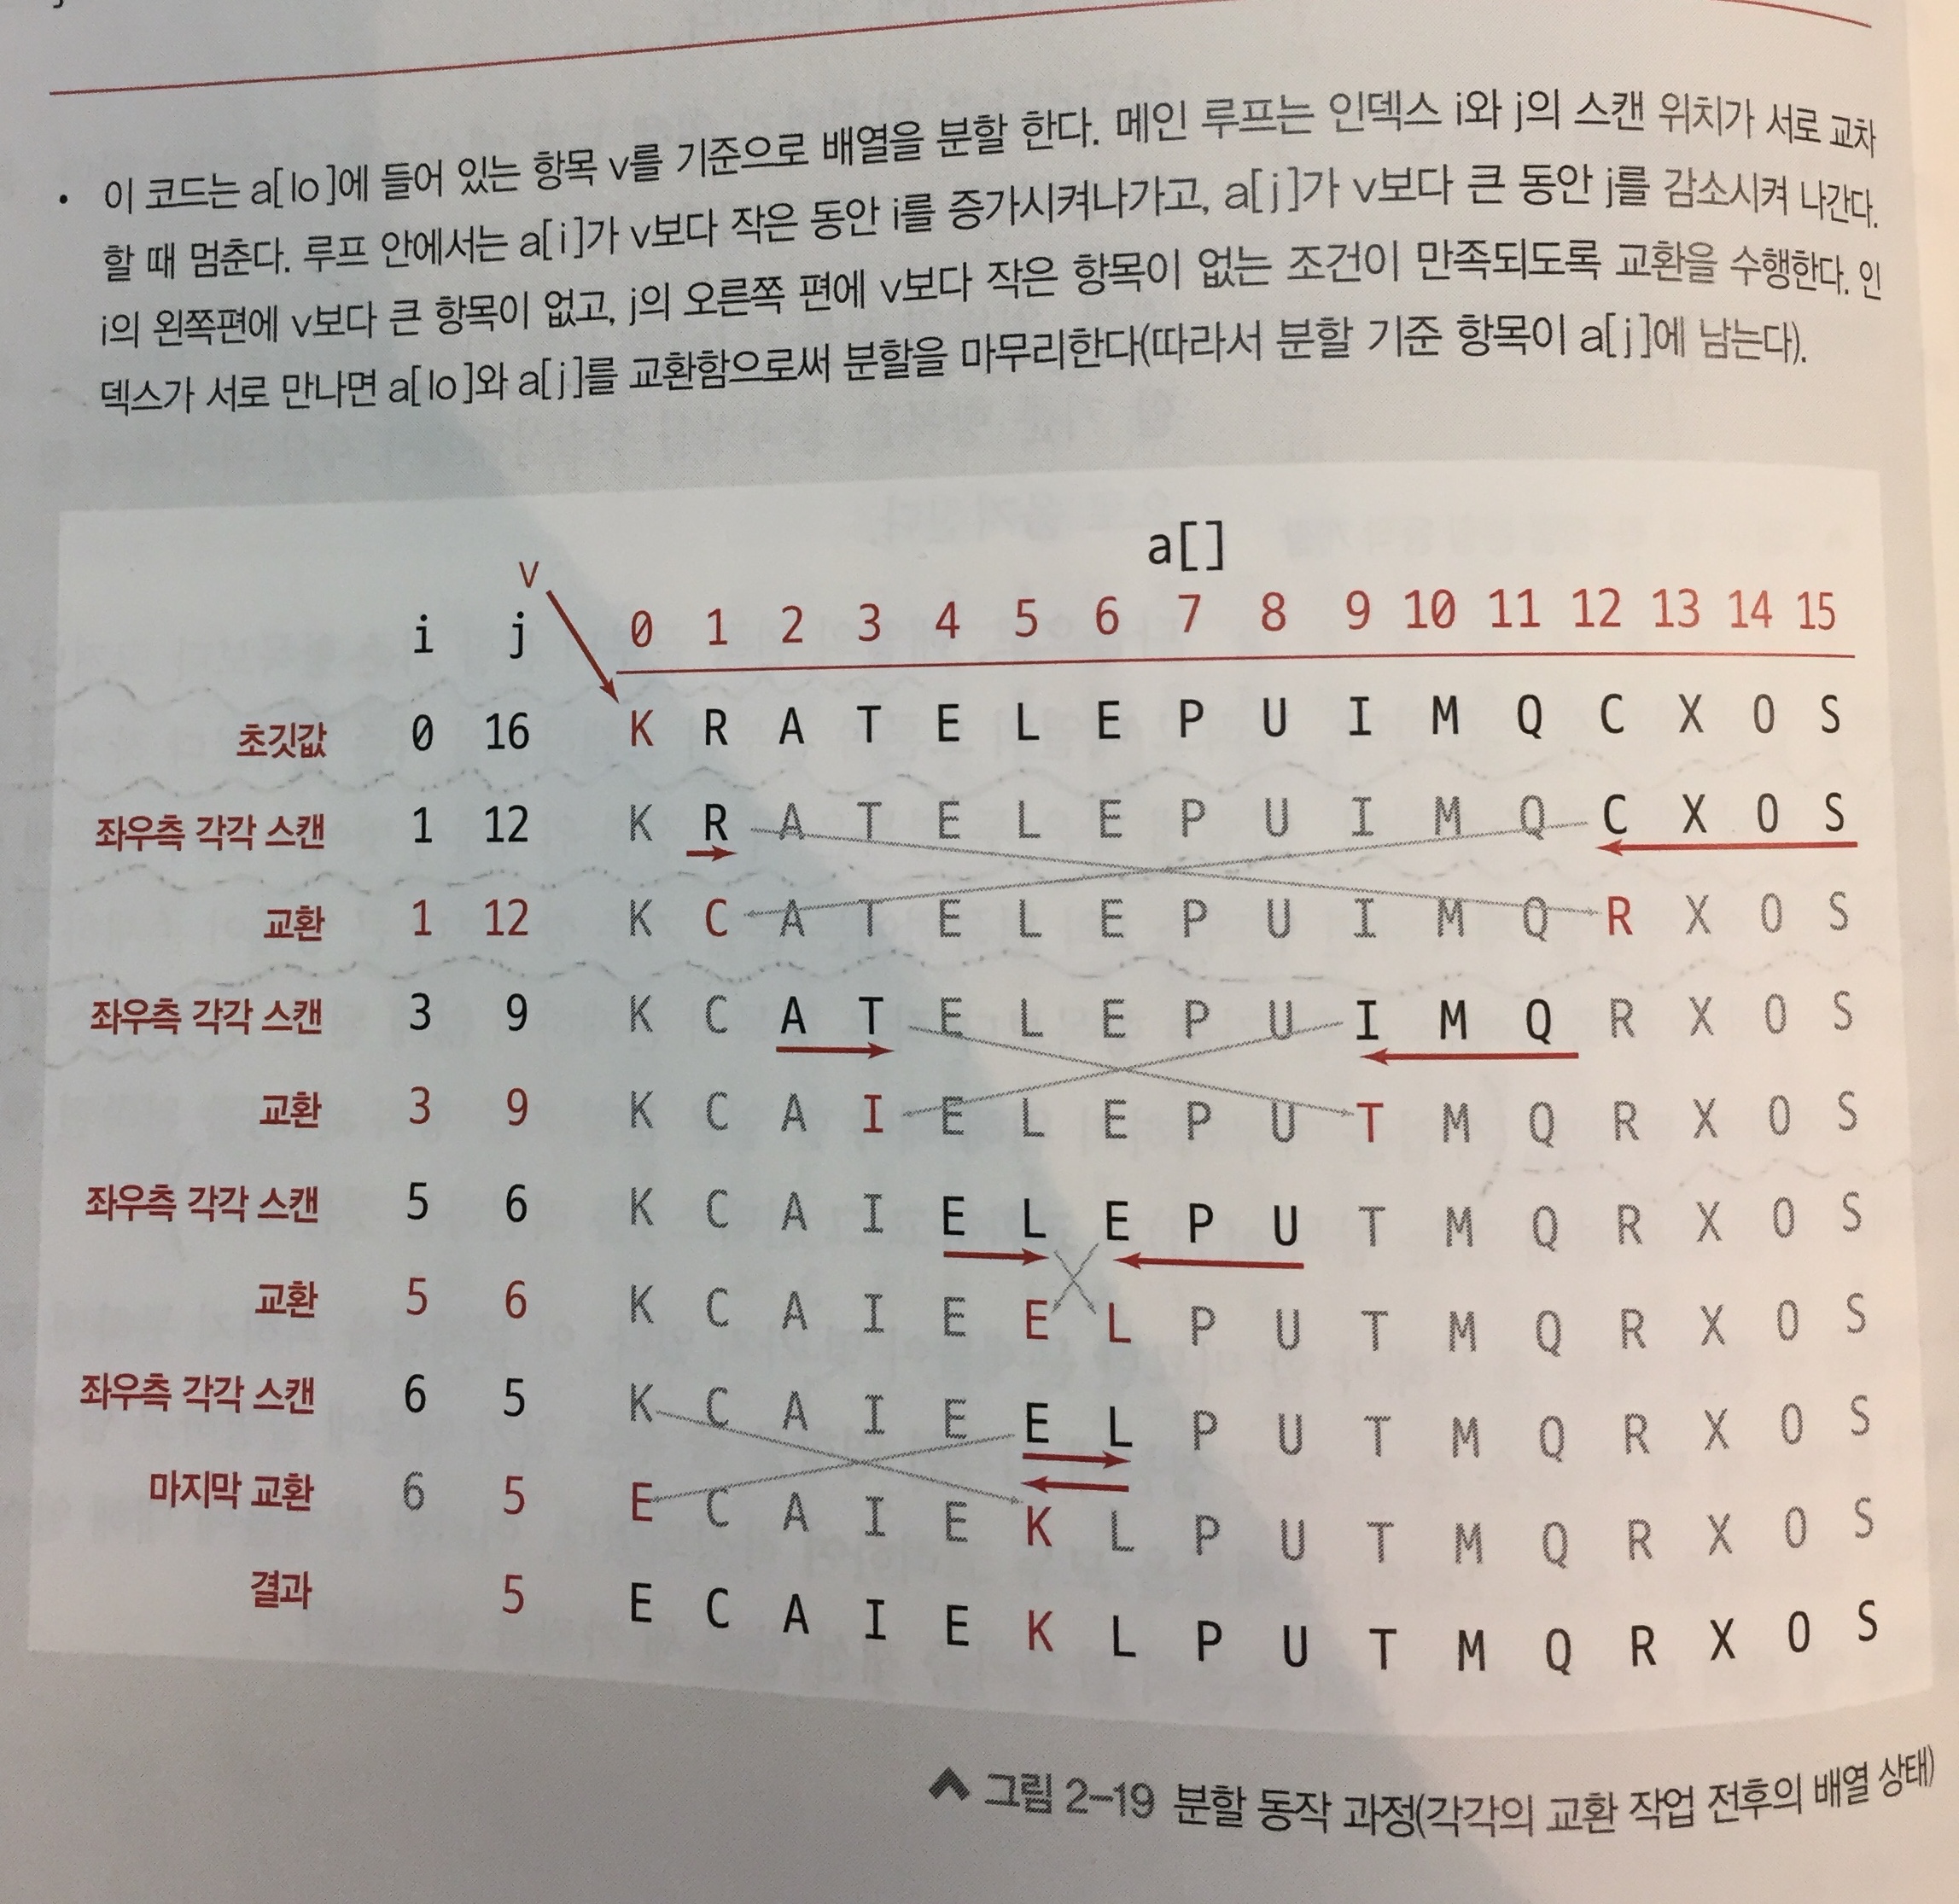 • 이 코드는 a[lo]에 들어 있는 항목 v를 기준으로 배열을 분할 한다. 메인 루프는 인덱스 i와 j의 스캔 위치가 서로 교차
할 때 멈춘다. 루프 안에서는 a[i]가 v보다 작은 동안 i를 증가시켜나가고, a[j]가 v보다 큰 동안 j를 감소시켜 나간다.
i의 왼쪽편에 v보다 큰 항목이 없고, j의 오른쪽 편에 v보다 작은 항목이 없는 조건이 만족되도록 교환을 수행한다. 인
덱스가 서로 만나면 a[lo]와 a[j]를 교환함으로써 분할을 마무리한다(따라서 분할 기준 항목이 a[j]에 남는다).
a[]
v
i j 0 1 2 3 4 5 6 7 8 9 10 11 12 13 14 15
초깃값 0 16 K R A T E L E P U I M Q C X O S
좌우측 각각 스캔 1 12 K R A T E L E P U I M Q C X O S
교환 1 12 K C A T E L E P U I M Q R X O S
좌우측 각각 스캔 3 9 K C A T E L E P U I M Q R X O S
교환 3 9 K C A I E L E P U T M Q R X O S
좌우측 각각 스캔 5 6 K C A I E L E P U T M Q R X O S
교환 5 6 K C A I E E L P U T M Q R X O S
좌우측 각각 스캔 6 5 K C A I E E L P U T M Q R X O S
마지막 교환 6 5 E C A I E K L P U T M Q R X O S
결과 5 E C A I E K L P U T M Q R X O S
그림 2-19 분할 동작 과정(각각의 교환 작업 전후의 배열 상태)